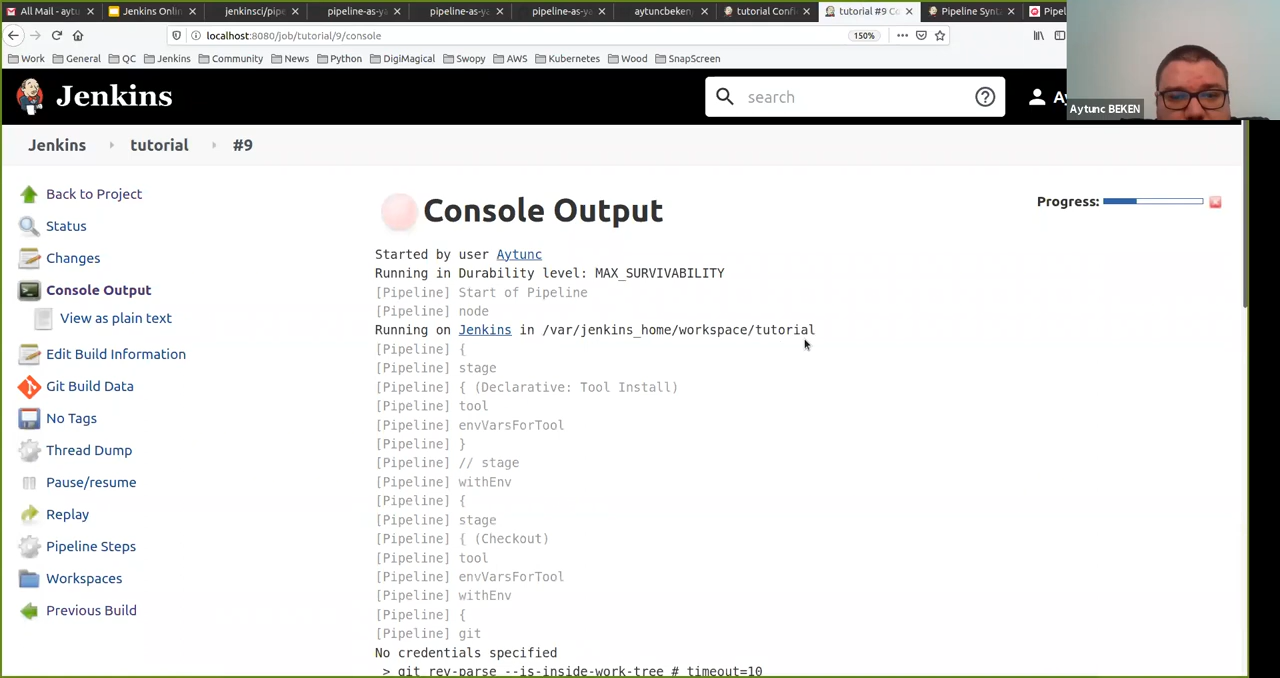 All Mail - aytu
Jenkins Onli
jenkinsci/pipe
pipeline-as-ya
pipeline-as-ya
pipeline-as-ya
aytuncbeken
tutorial Confi
tutorial #9 Co
Pipeline Synt
Pipel
localhost:8080/job/tutorial/9/console
150%
Work
General
QC
Jenkins
Community
News
Python
DigiMagical
Swopy
AWS
Kubernetes
Wood
SnapScreen
Jenkins
search
Ay
Aytunc BEKEN
Jenkins
tutorial
#9
Back to Project
Status
Changes
Console Output
View as plain text
Edit Build Information
Git Build Data
No Tags
Thread Dump
Pause/resume
Replay
Pipeline Steps
Workspaces
Previous Build
Console Output
Progress:
Started by user Aytunc
Running in Durability level: MAX_SURVIVABILITY
[Pipeline] Start of Pipeline
[Pipeline] node
Running on Jenkins in /var/jenkins_home/workspace/tutorial
[Pipeline] {
[Pipeline] stage
[Pipeline] { (Declarative: Tool Install)
[Pipeline] tool
[Pipeline] envVarsForTool
[Pipeline] }
[Pipeline] // stage
[Pipeline] withEnv
[Pipeline] {
[Pipeline] stage
[Pipeline] { (Checkout)
[Pipeline] tool
[Pipeline] envVarsForTool
[Pipeline] withEnv
[Pipeline] {
[Pipeline] git
No credentials specified
> git rev-parse --is-inside-work-tree # timeout=10